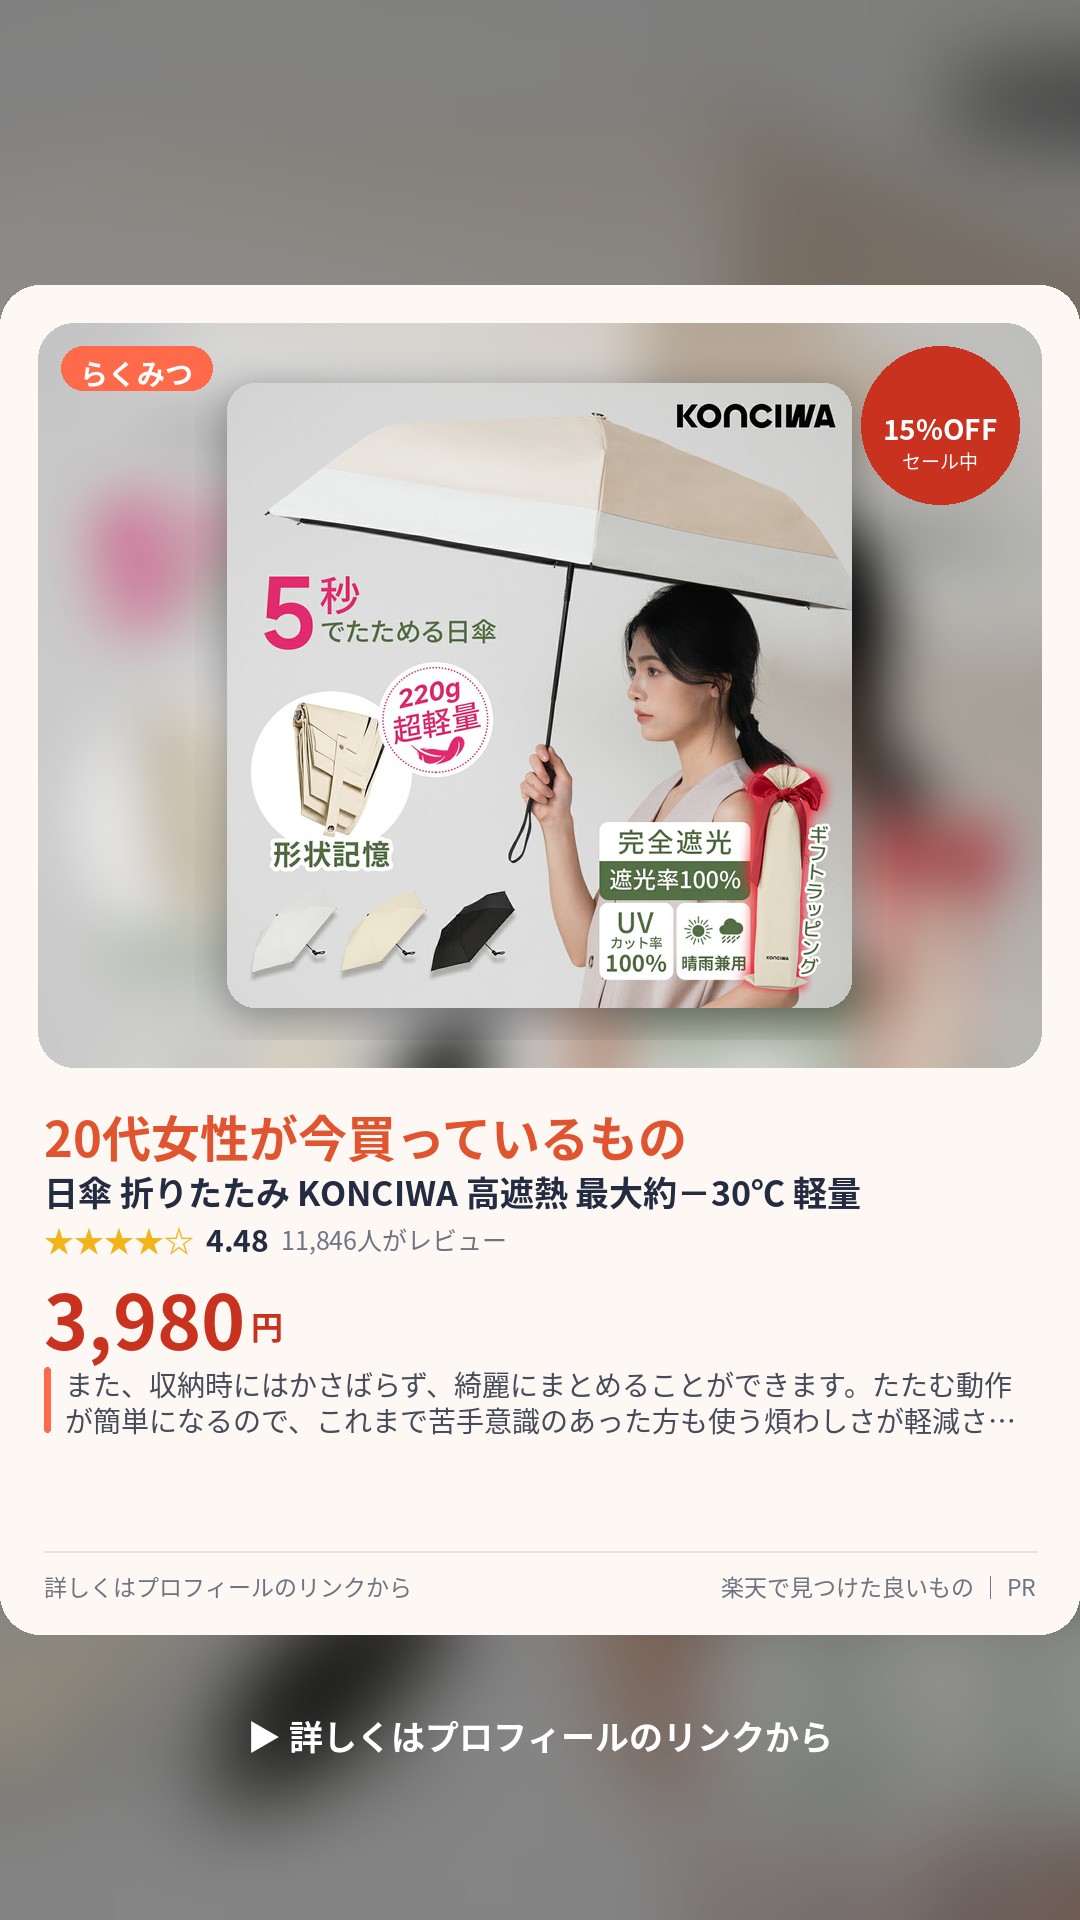 らくみつ
15%OFF
セール中
KONCIWA
5秒
でたためる日傘
220g
超軽量
形状記憶
完全遮光
遮光率100%
UV
カット率
100%
晴雨兼用
ギフトラッピング
KONCIWA
20代女性が今買っているもの
日傘 折りたたみ KONCIWA 高遮熱 最大約−30℃ 軽量
★★★★☆ 4.48 11,846人がレビュー
3,980円
また、収納時にはかさばらず、綺麗にまとめることができます。たたむ動作
が簡単になるので、これまで苦手意識のあった方も使う煩わしさが軽減さ…
詳しくはプロフィールのリンクから
楽天で見つけた良いもの｜PR
▶ 詳しくはプロフィールのリンクから